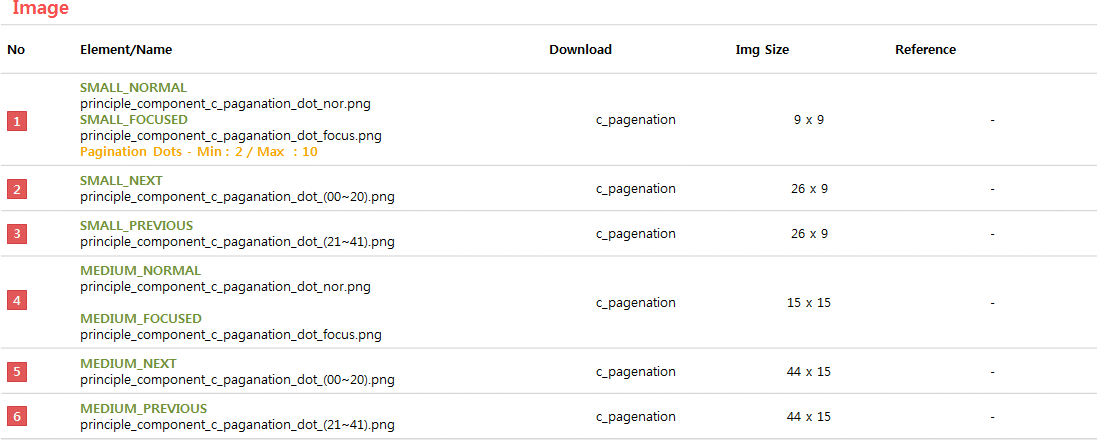 Image
No Element/Name Download Img Size Reference
SMALL_NORMAL
principle_component_c_paganation_dot_nor.png
SMALL_FOCUSED
1 c_pagenation 9 x 9 -
principle_component_c_paganation_dot_focus.png
Pagination Dots - Min : 2 / Max : 10
SMALL_NEXT
2 c_pagenation 26 x 9 -
principle_component_c_paganation_dot_(00~20).png
SMALL_PREVIOUS
3 c_pagenation 26 x 9 -
principle_component_c_paganation_dot_(21~41).png
MEDIUM_NORMAL
principle_component_c_paganation_dot_nor.png
4 c_pagenation 15 x 15 -
MEDIUM_FOCUSED
principle_component_c_paganation_dot_focus.png
MEDIUM_NEXT
5 c_pagenation 44 x 15 -
principle_component_c_paganation_dot_(00~20).png
MEDIUM_PREVIOUS
6 c_pagenation 44 x 15 -
principle_component_c_paganation_dot_(21~41).png